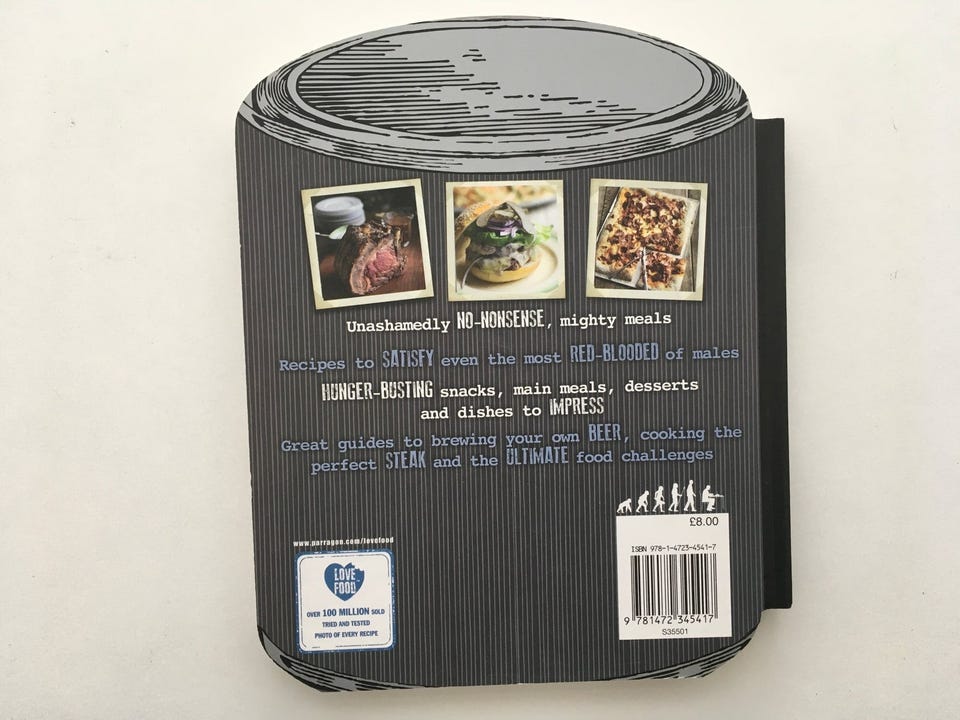 Unashamedly NO-NONSENSE, mighty meals
Recipes to SATISFY even the most RED-BLOODED of males
HUNGER-BUSTING snacks, main meals, desserts
and dishes to IMPRESS
Great guides to brewing your own BEER, cooking the
perfect STEAK and the ULTIMATE food challenges
£8.00
ISBN 978-1-4723-4541-7
9 781472 345417
S35501
www.parragon.com/lovefood
LOVE
FOOD
OVER 100 MILLION SOLD
TRIED AND TESTED
PHOTO OF EVERY RECIPE